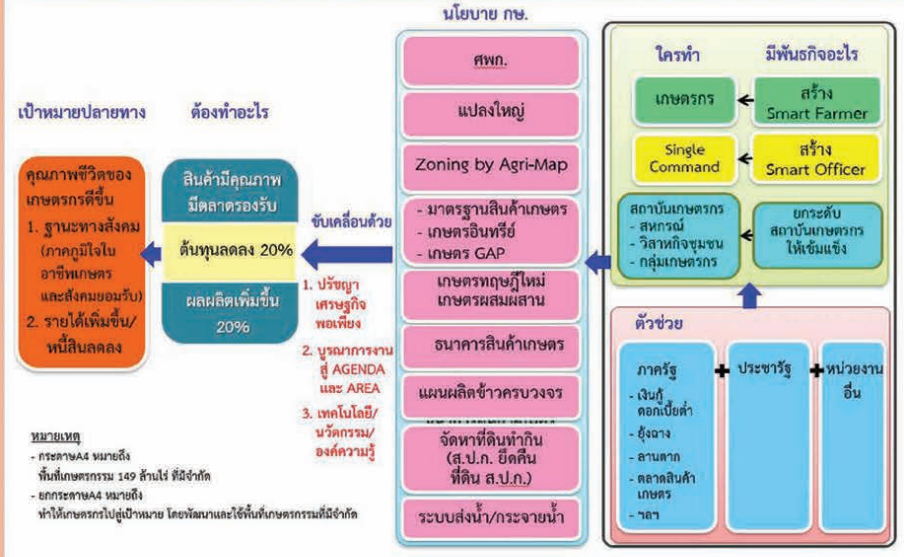 นโยบาย กษ.
เป้าหมายปลายทาง
คุณภาพชีวิตของ
เกษตรกรดีขึ้น
1. ฐานะทางสังคม
(ภาคภูมิใจใน
อาชีพเกษตร
และสังคมยอมรับ)
2. รายได้เพิ่มขึ้น/
หนี้สินลดลง
ต้องทำอะไร
สินค้ามีคุณภาพ
มีตลาดรองรับ
ต้นทุนลดลง 20%
ผลผลิตเพิ่มขึ้น
20%
ขับเคลื่อนด้วย
1. ปรัชญา
เศรษฐกิจ
พอเพียง
2. บูรณาการงาน
สู่ AGENDA
และ AREA
3. เทคโนโลยี/
นวัตกรรม/
องค์ความรู้
ศพก.
แปลงใหญ่
Zoning by Agri-Map
- มาตรฐานสินค้าเกษตร
- เกษตรอินทรีย์
- เกษตร GAP
เกษตรทฤษฎีใหม่
เกษตรผสมผสาน
ธนาคารสินค้าเกษตร
แผนผลิตข้าวครบวงจร
จัดหาที่ดินทำกิน
(ส.ป.ก. ยึดคืน
ที่ดิน ส.ป.ก.)
ระบบส่งน้ำ/กระจายน้ำ
ใครทำ
มีพันธกิจอะไร
เกษตรกร
สร้าง
Smart Farmer
Single
Command
สร้าง
Smart Officer
สถาบันเกษตรกร
- สหกรณ์
- วิสาหกิจชุมชน
- กลุ่มเกษตรกร
ยกระดับ
สถาบันเกษตรกร
ให้เข้มแข็ง
ตัวช่วย
ภาครัฐ
- เงินกู้
ดอกเบี้ยต่ำ
- ยุ้งฉาง
- ลานตาก
- ตลาดสินค้า
เกษตร
- ฯลฯ
+
ประชารัฐ
+
หน่วยงาน
อื่น
หมายเหตุ
- กระดาษA4 หมายถึง
พื้นที่เกษตรกรรม 149 ล้านไร่ ที่มีจำกัด
- ยกกระดาษA4 หมายถึง
ทำให้เกษตรกรไปสู่เป้าหมาย โดยพัฒนาและใช้พื้นที่เกษตรกรรมที่มีจำกัด